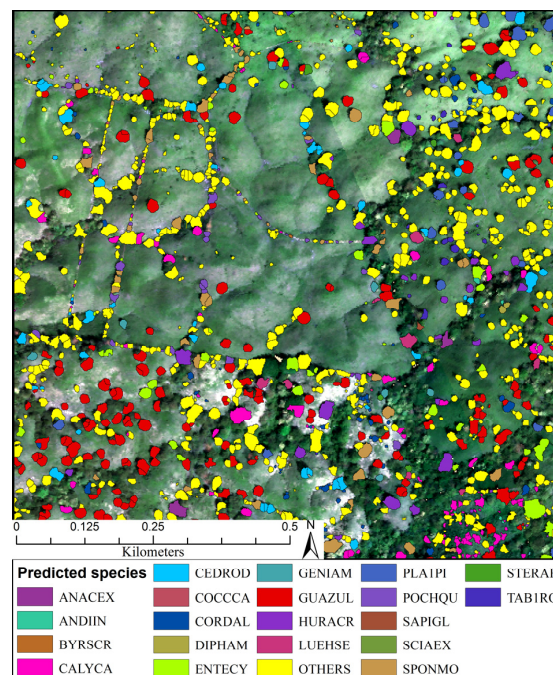 0 0.125 0.25 0.5
N
Kilometers
Predicted species CEDROD GENIAM PLATPI STERAP
ANACEX COCCCA GUAZUL POCHQU TAB1RO
ANDIIN CORDAL HURACR SAPIGL
BYRSCR DIPHAM LUEHSE SCIAEX
CALYCA ENTECY OTHERS SPONMO